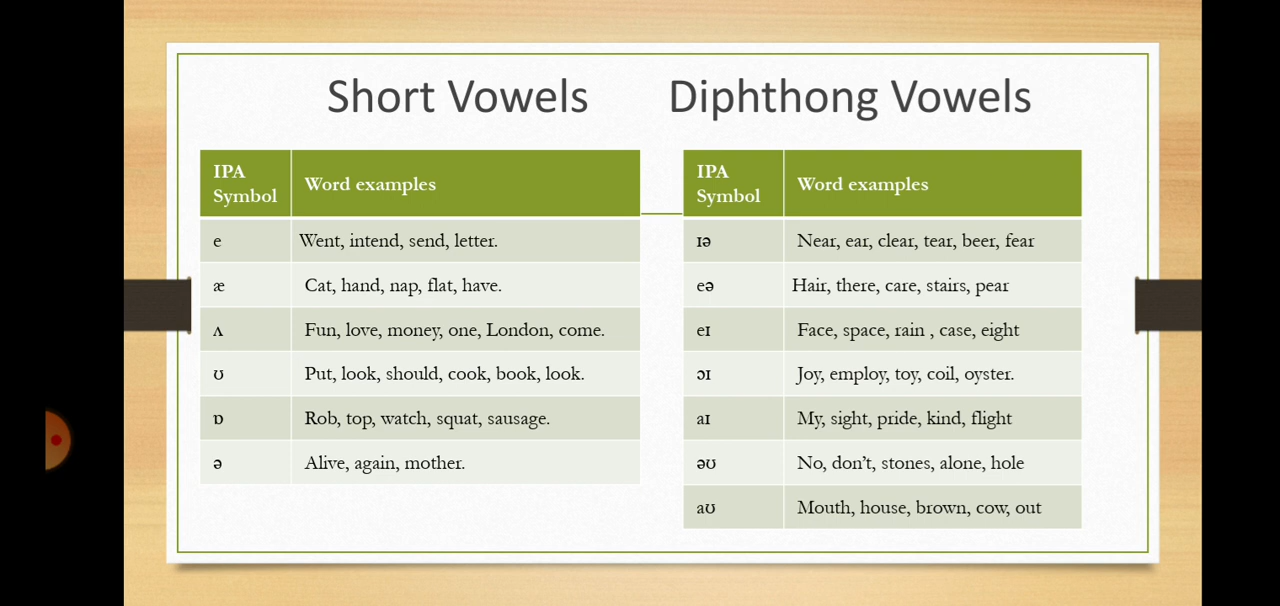 Short Vowels
Diphthong Vowels
IPA
Symbol
Word examples
e
Went, intend, send, letter.
æ
Cat, hand, nap, flat, have.
ʌ
Fun, love, money, one, London, come.
ʊ
Put, look, should, cook, book, look.
ɒ
Rob, top, watch, squat, sausage.
ə
Alive, again, mother.
IPA
Symbol
Word examples
ɪə
Near, ear, clear, tear, beer, fear
eə
Hair, there, care, stairs, pear
eɪ
Face, space, rain , case, eight
ɔɪ
Joy, employ, toy, coil, oyster.
aɪ
My, sight, pride, kind, flight
əʊ
No, don’t, stones, alone, hole
aʊ
Mouth, house, brown, cow, out